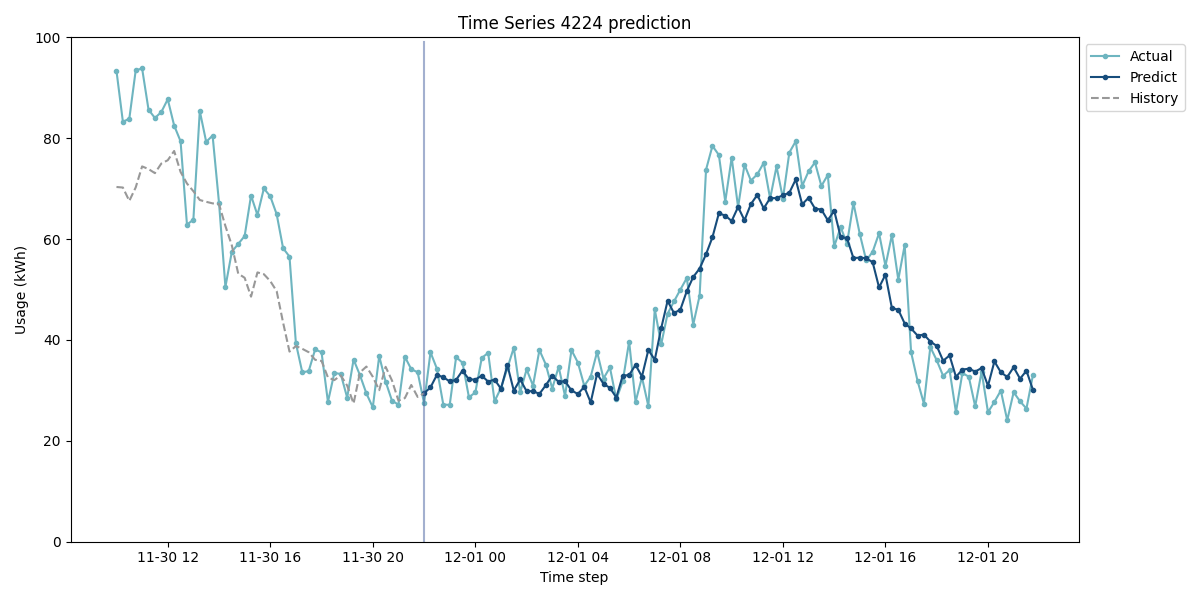 Time Series 4224 prediction
Usage (kWh)
100
80
60
40
20
0
11-30 12
11-30 16
11-30 20
12-01 00
12-01 04
12-01 08
12-01 12
12-01 16
12-01 20
Time step
Actual
Predict
History